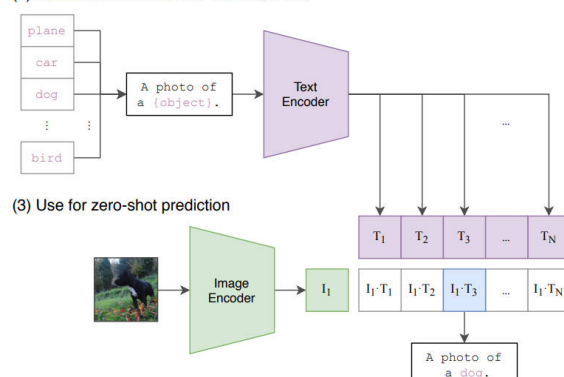 plane
car
dog
⋮ ⋮
bird
A photo of
a {object}.
Text
Encoder
...
(3) Use for zero-shot prediction
T1 T2 T3 ... TN
Image
Encoder
I1
I1·T1 I1·T2 I1·T3 ... I1·TN
A photo of
a dog.